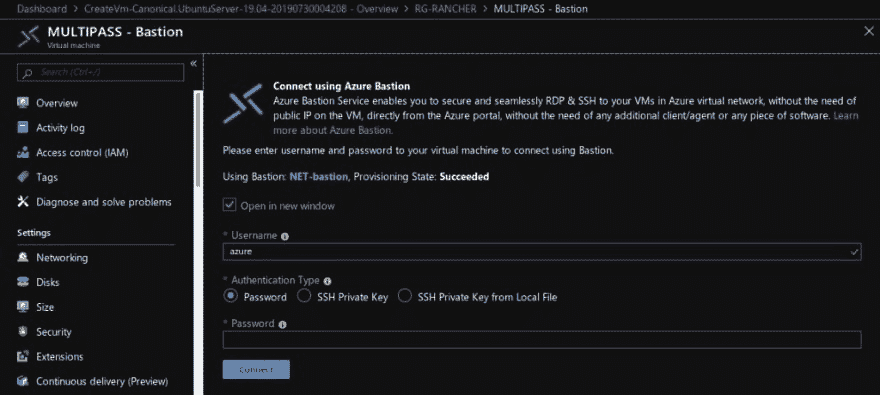 Dashboard > CreateVm-Canonical.UbuntuServer-19.04-20190730004208 - Overview > RG-RANCHER > MULTIPASS - Bastion
MULTIPASS - Bastion
Virtual machine
Search (Ctrl+/)
Overview
Activity log
Access control (IAM)
Tags
Diagnose and solve problems
Settings
Networking
Disks
Size
Security
Extensions
Continuous delivery (Preview)
Connect using Azure Bastion
Azure Bastion Service enables you to secure and seamlessly RDP & SSH to your VMs in Azure virtual network, without the need of
public IP on the VM, directly from the Azure portal, without the need of any additional client/agent or any piece of software. Learn
more about Azure Bastion.
Please enter username and password to your virtual machine to connect using Bastion.
Using Bastion: NET-bastion, Provisioning State: Succeeded
Open in new window
* Username
azure
* Authentication Type
Password SSH Private Key SSH Private Key from Local File
* Password
Connect